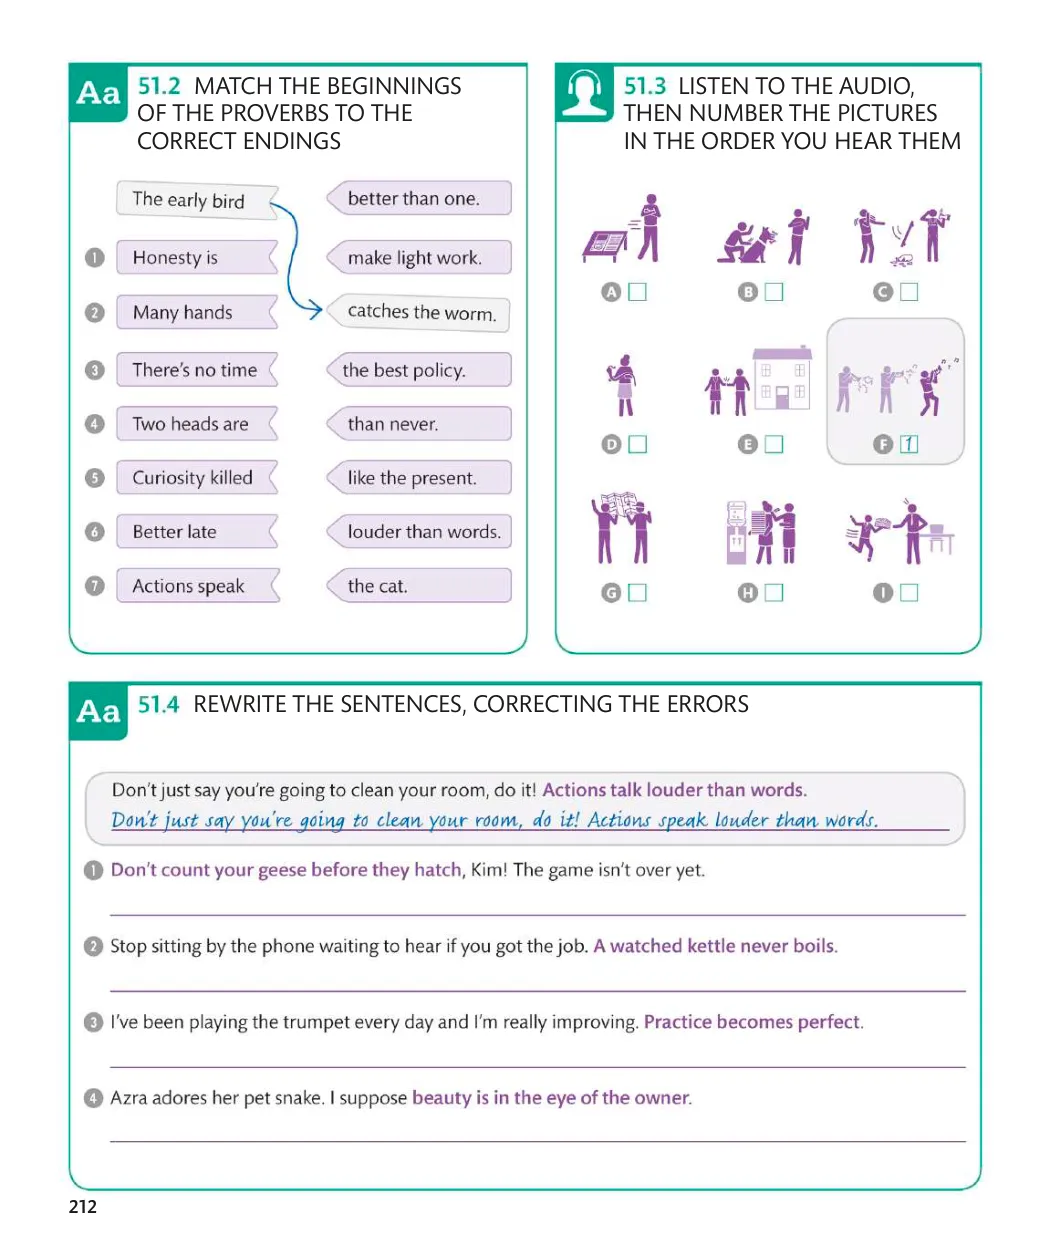 Aa
51.2 MATCH THE BEGINNINGS
OF THE PROVERBS TO THE
CORRECT ENDINGS
The early bird
better than one.
1 Honesty is
make light work.
2 Many hands
catches the worm.
3 There's no time
the best policy.
4 Two heads are
than never.
5 Curiosity killed
like the present.
6 Better late
louder than words.
7 Actions speak
the cat.
51.3 LISTEN TO THE AUDIO,
THEN NUMBER THE PICTURES
IN THE ORDER YOU HEAR THEM
A
B
C
D
E
F 1
G
H
I
Aa
51.4 REWRITE THE SENTENCES, CORRECTING THE ERRORS
Don't just say you're going to clean your room, do it! Actions talk louder than words.
Don't just say you're going to clean your room, do it! Actions speak louder than words.
1 Don't count your geese before they hatch, Kim! The game isn't over yet.
2 Stop sitting by the phone waiting to hear if you got the job. A watched kettle never boils.
3 I've been playing the trumpet every day and I'm really improving. Practice becomes perfect.
4 Azra adores her pet snake. I suppose beauty is in the eye of the owner.
212